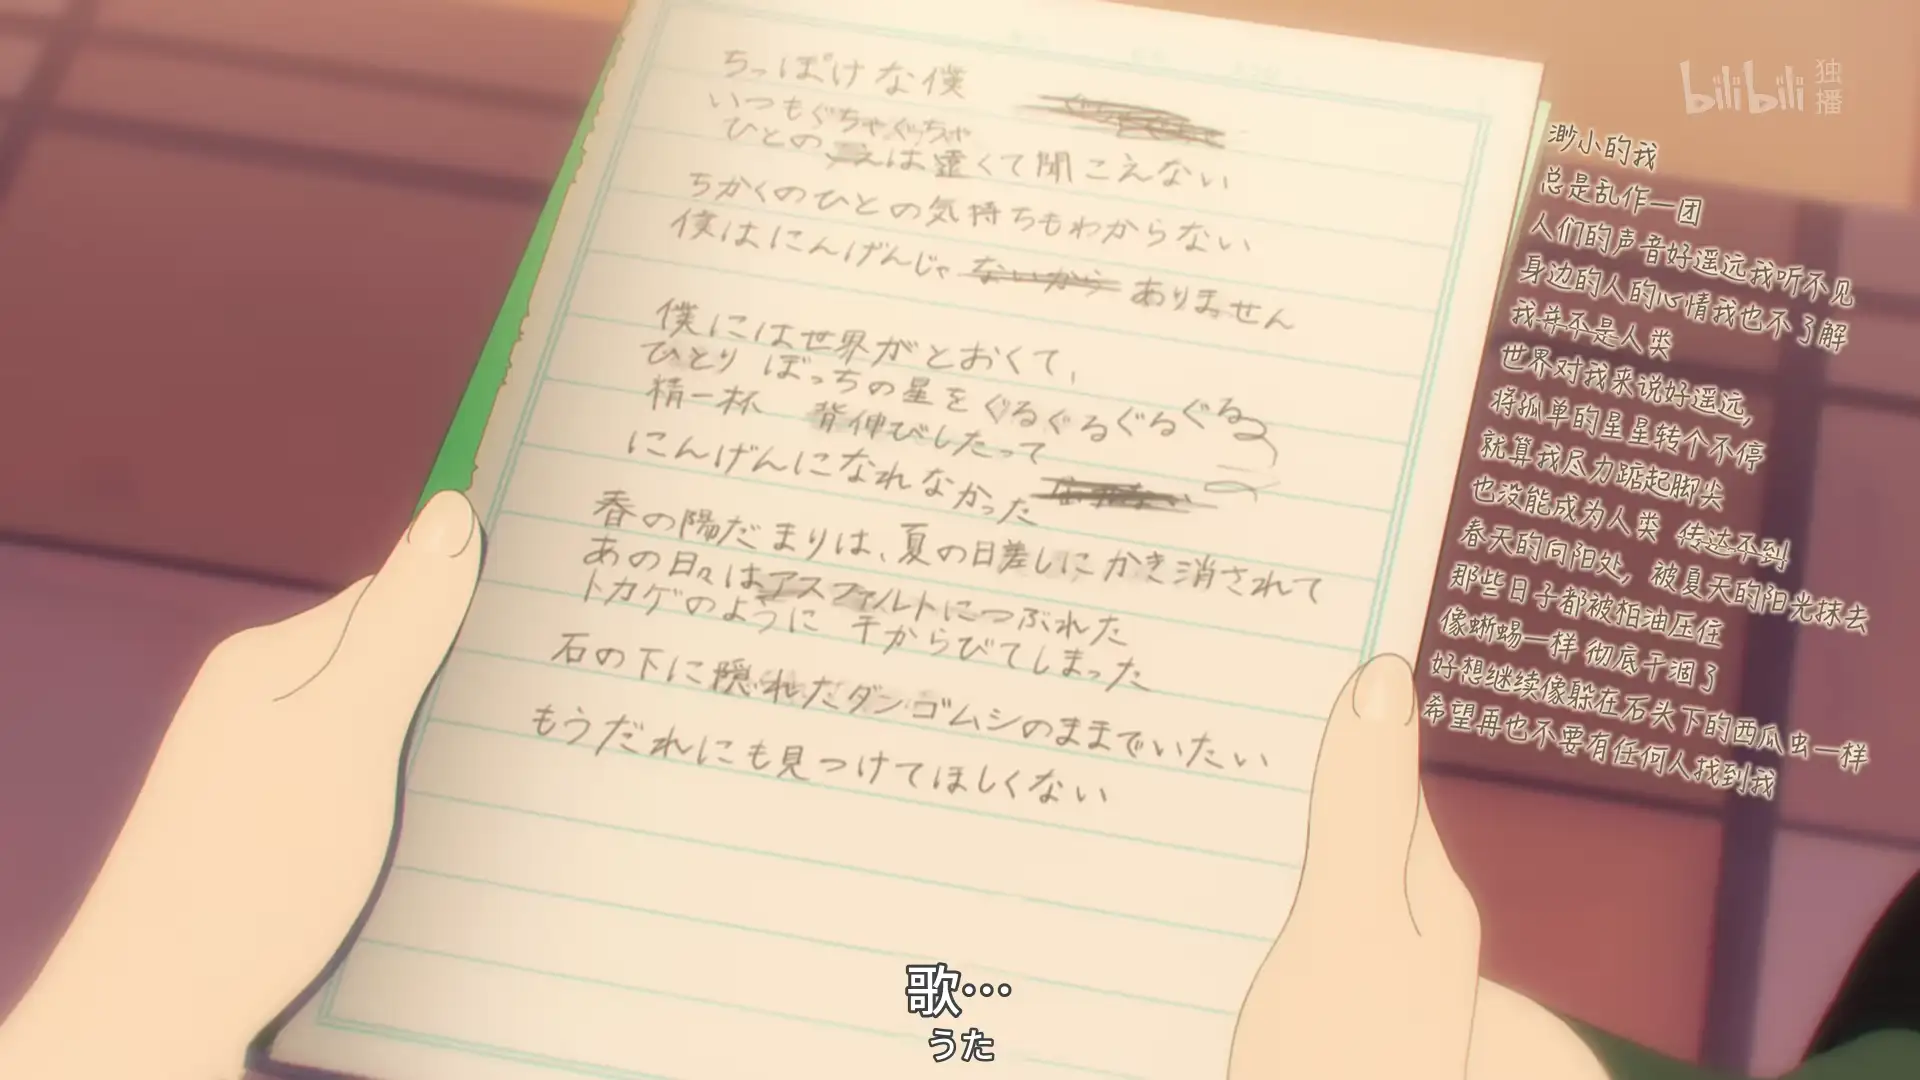 ちっぽけな僕
いつもぐちゃぐちゃ
ひとのこえは遠くて聞こえない
ちかくのひとの気持ちもわからない
僕はにんげんじゃないからありません
僕には世界がとおくて、
ひとりぼっちの星をぐるぐるぐるぐる
精一杯 背伸びしたって
にんげんになれなかった
春の陽だまりは、夏の日差しにかき消されて
あの日々はアスファルトにつぶれた
トカゲのように 干からびてしまった
石の下に隠れたダンゴムシのままでいたい
もうだれにも見つけてほしくない
bilibili 独播
渺小的我
总是乱作一团
人们的声音好遥远我听不见
身边的人的心情我也不了解
我并不是人类
世界对我来说好遥远,
将孤单的星星转个不停
就算我尽力踮起脚尖
也没能成为人类 传达不到
春天的向阳处，被夏天的阳光抹去
那些日子都被柏油压住
像蜥蜴一样 彻底干涸了
好想继续像躲在石头下的西瓜虫一样
希望再也不要有任何人找到我
歌…
うた